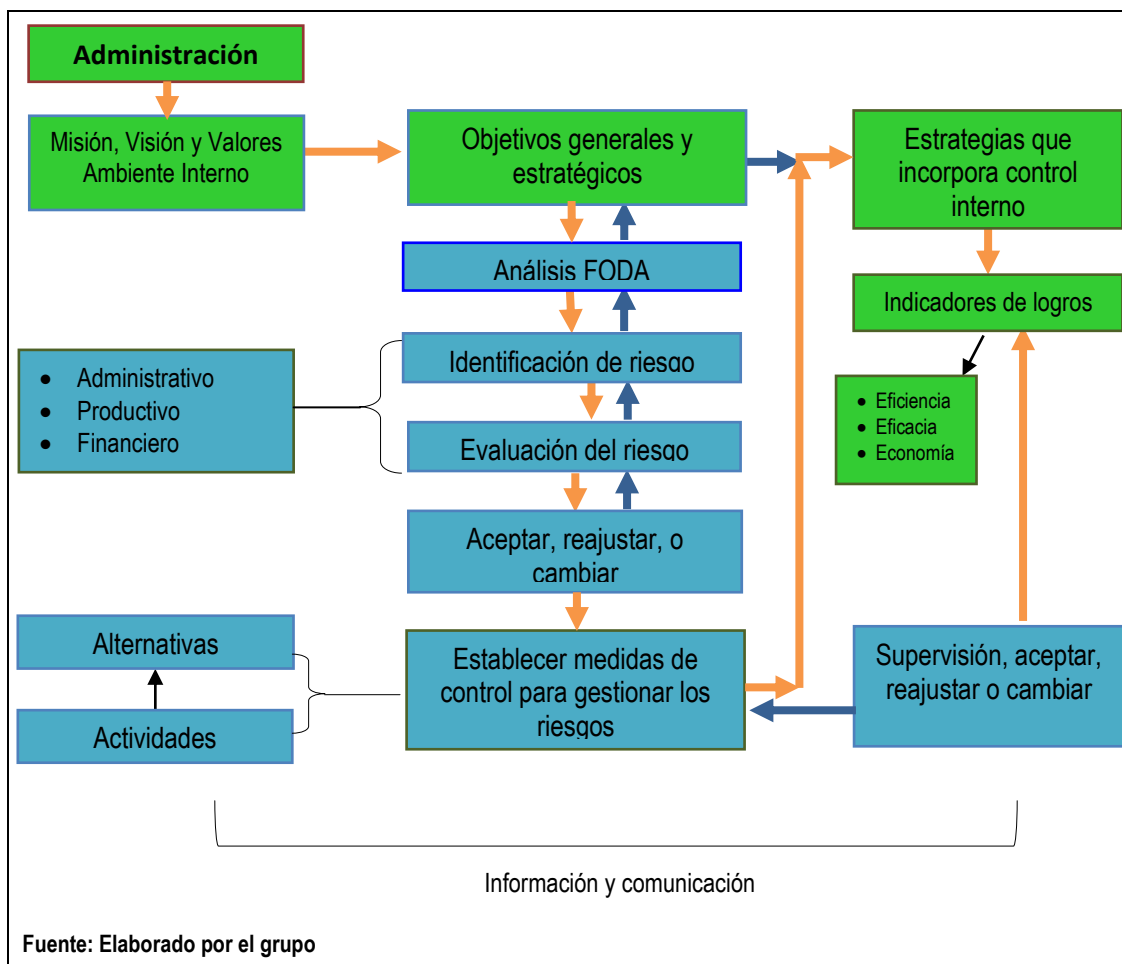 Administración
Misión, Visión y Valores
Ambiente Interno
Objetivos generales y
estratégicos
Estrategias que
incorpora control
interno
Análisis FODA
Indicadores de logros
Identificación de riesgo
• Administrativo
• Productivo
• Financiero
• Eficiencia
• Eficacia
• Economía
Evaluación del riesgo
Aceptar, reajustar, o
cambiar
Alternativas
Actividades
Establecer medidas de
control para gestionar los
riesgos
Supervisión, aceptar,
reajustar o cambiar
Información y comunicación
Fuente: Elaborado por el grupo